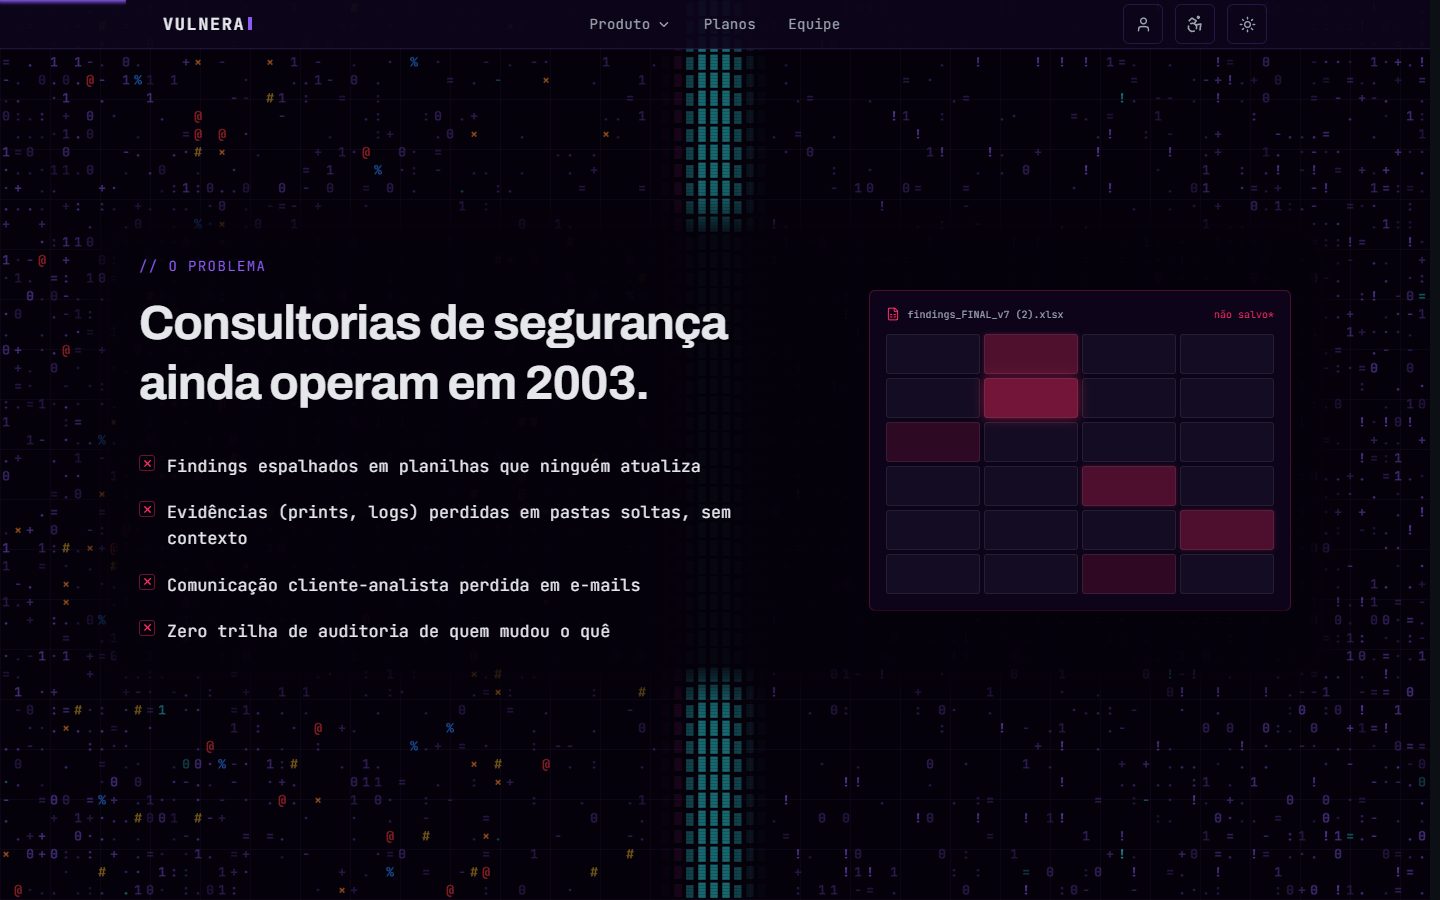 VULNERA
Produto
Planos
Equipe
// O PROBLEMA
Consultorias de segurança
ainda operam em 2003.
findings_FINAL_v7 (2).xlsx
não salvo*
Findings espalhados em planilhas que ninguém atualiza
Evidências (prints, logs) perdidas em pastas soltas, sem
contexto
Comunicação cliente-analista perdida em e-mails
Zero trilha de auditoria de quem mudou o quê